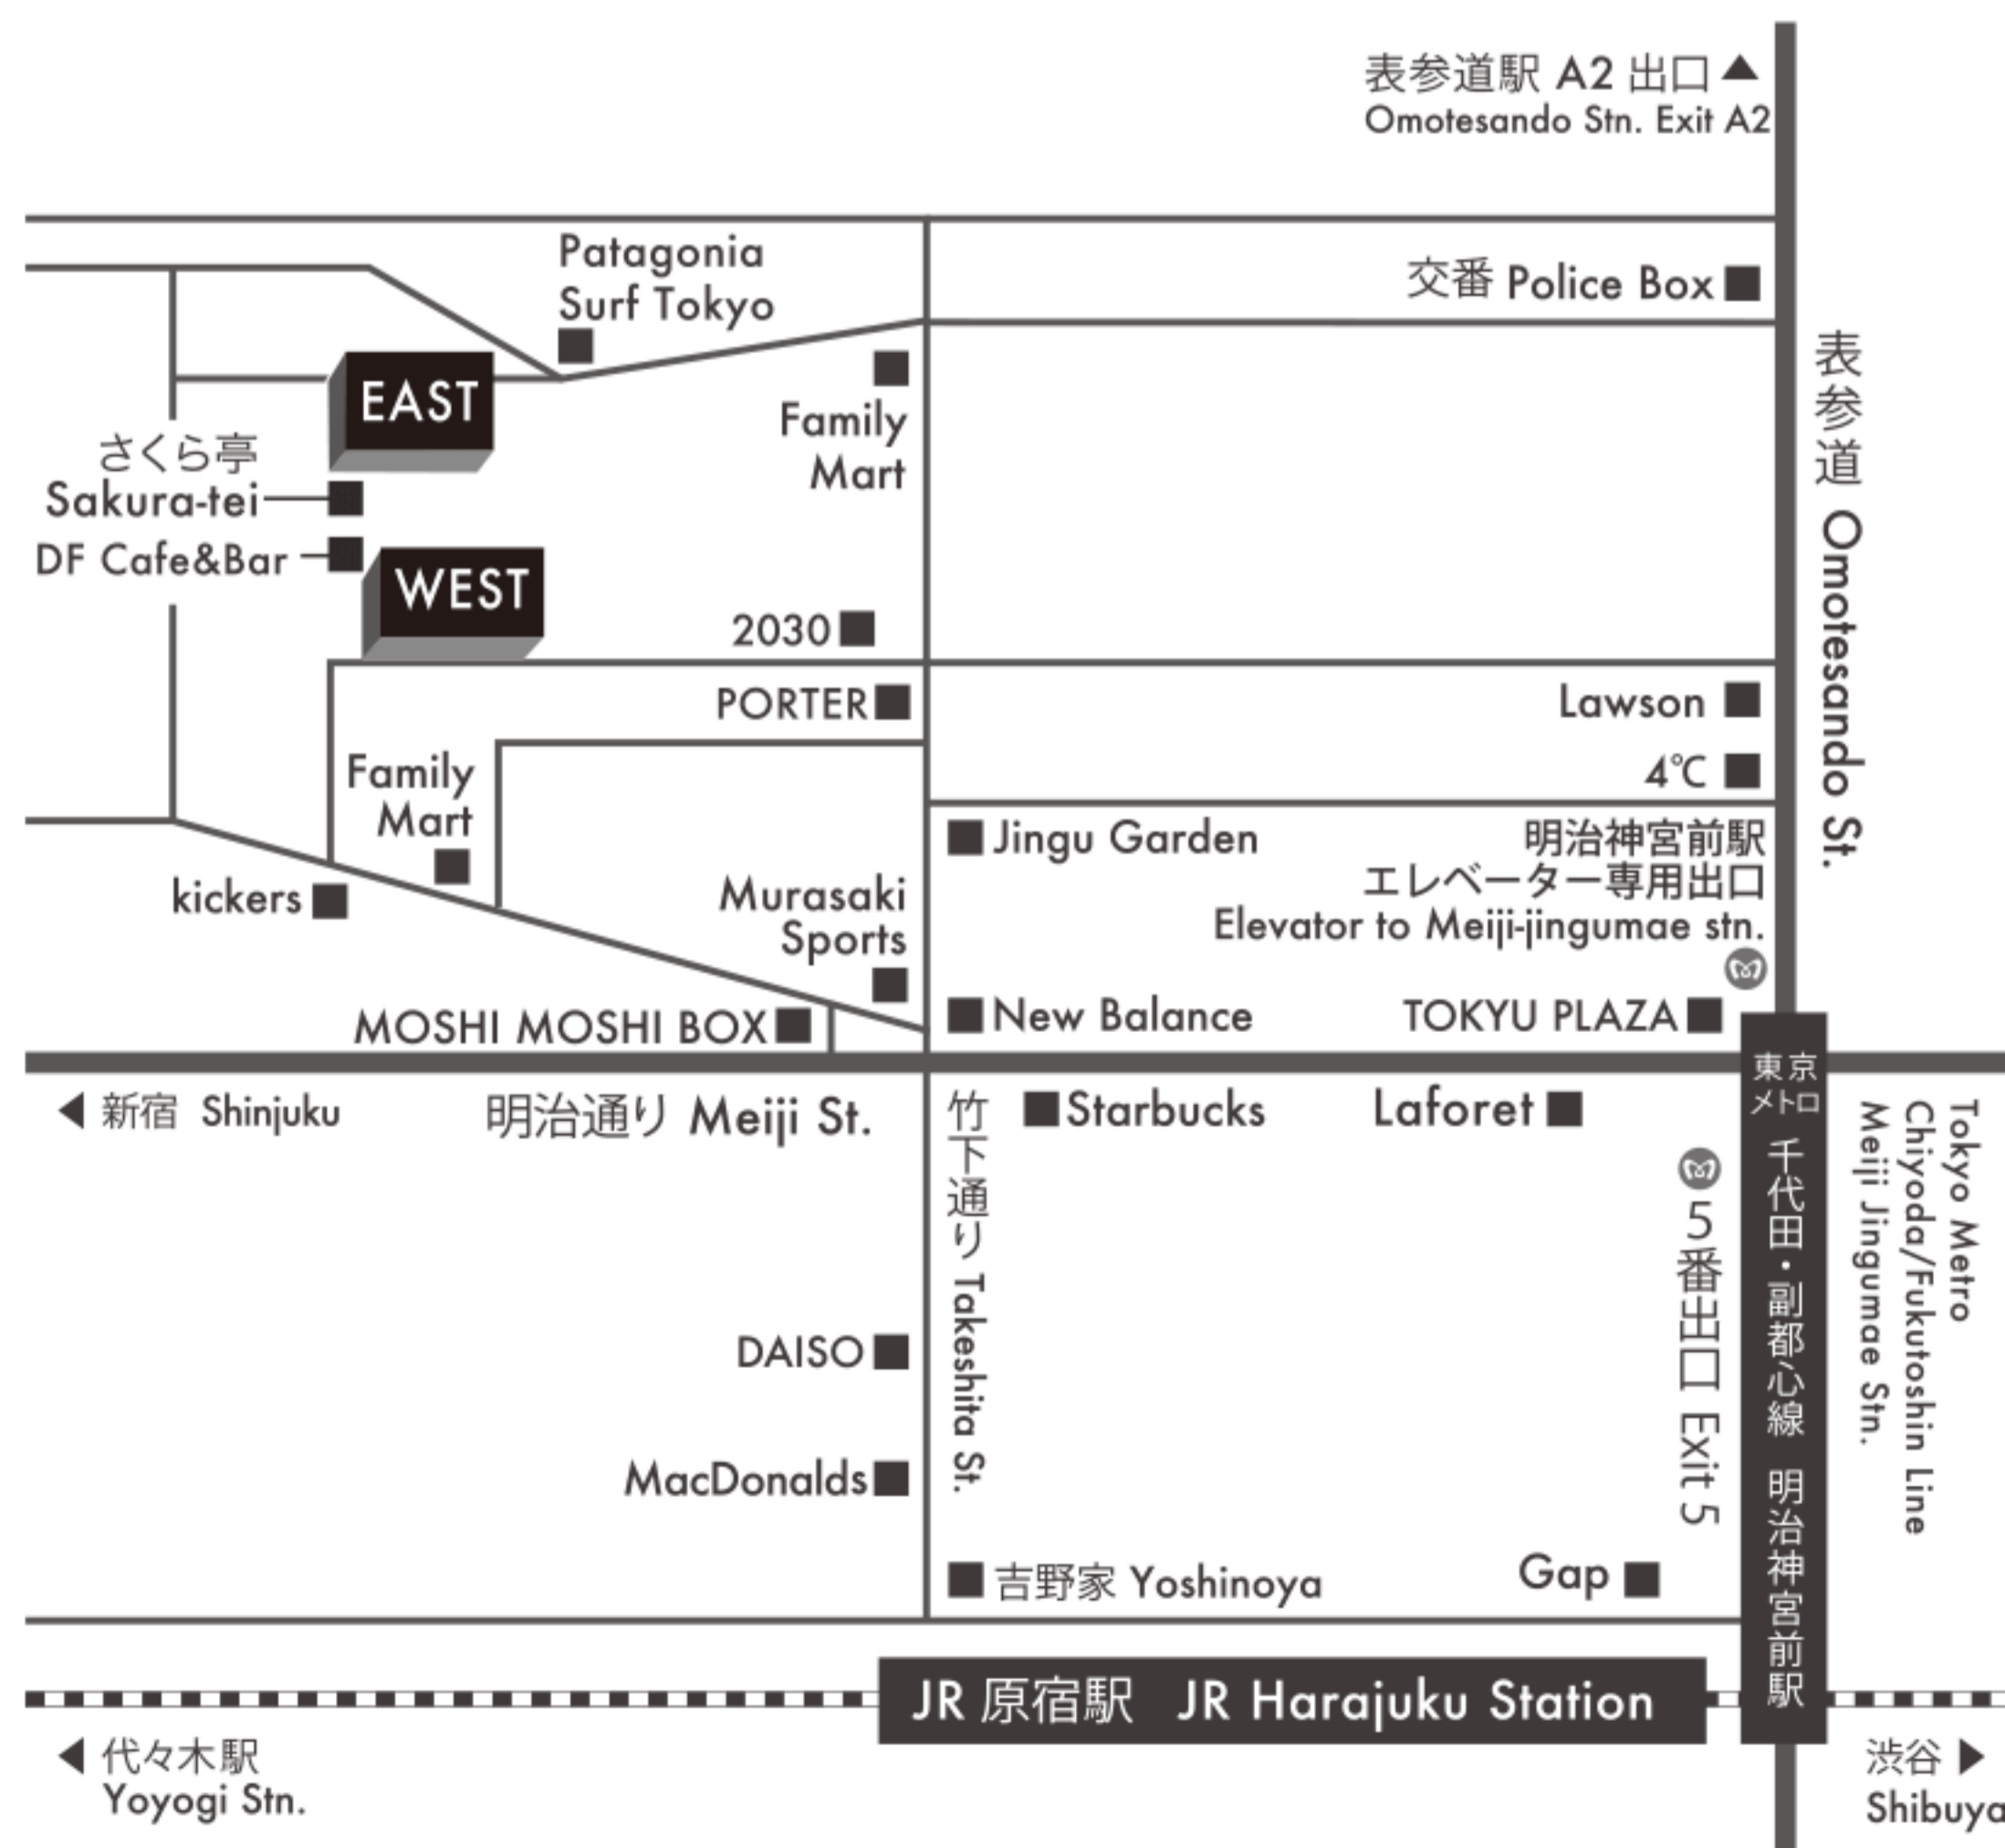 表参道駅 A2 出口▲
Omotesando Stn. Exit A2
Patagonia
Surf Tokyo
交番 Police Box
EAST
Family
Mart
表参道 Omotesando St.
さくら亭
Sakura-tei
DF Cafe&Bar
WEST
2030
PORTER
Lawson
4℃
Family
Mart
kickers
Jingu Garden
明治神宮前駅
エレベーター専用出口
Elevator to Meiji-jingumae stn.
Murasaki
Sports
MOSHI MOSHI BOX
New Balance
TOKYU PLAZA
◀ 新宿 Shinjuku
明治通り Meiji St.
竹下通り Takeshita St.
Starbucks
Laforet
5番出口 Exit 5
東京
メトロ
千代田・副都心線 明治神宮前駅
Tokyo Metro
Chiyoda/Fukutoshin Line
Meiji Jingumae Stn.
DAISO
MacDonalds
吉野家 Yoshinoya
Gap
JR 原宿駅 JR Harajuku Station
◀ 代々木駅
Yoyogi Stn.
渋谷 ▶
Shibuya